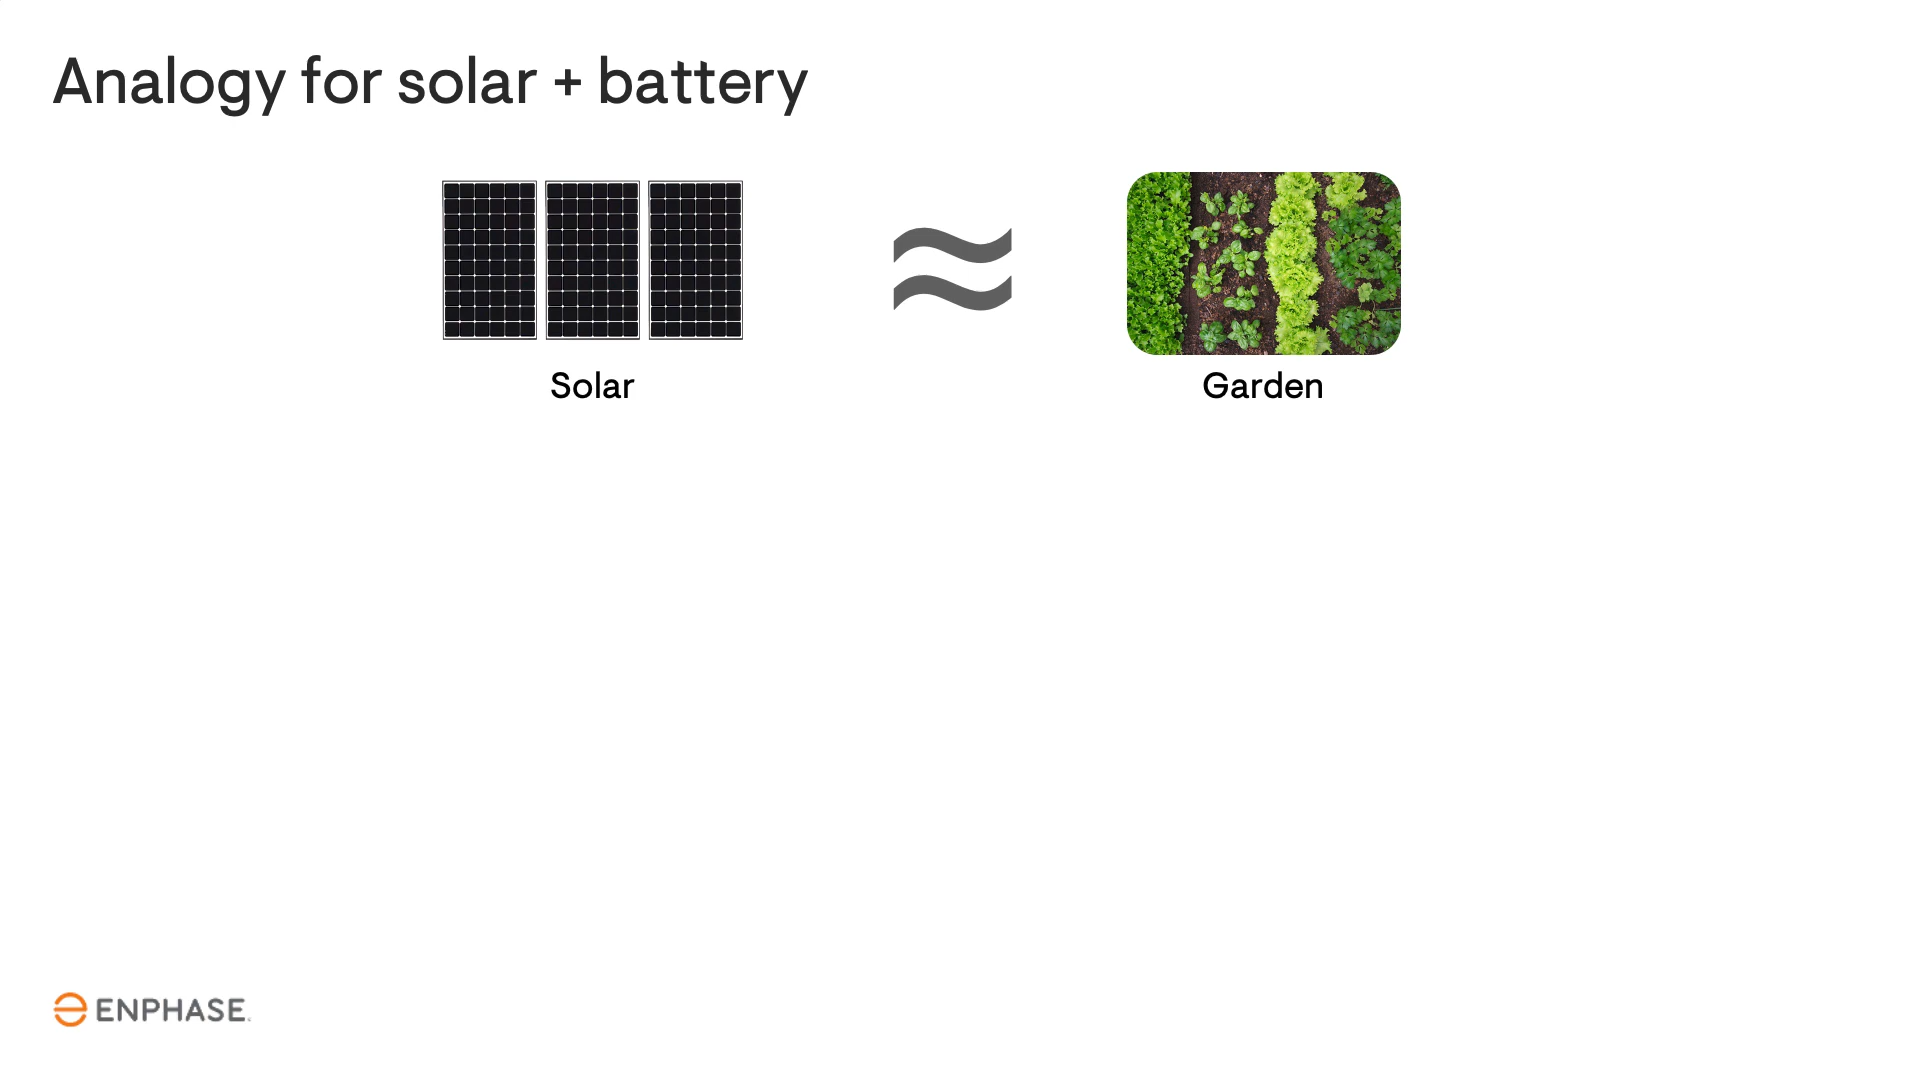 Analogy for solar + battery
≈
Solar
Garden
ENPHASE.